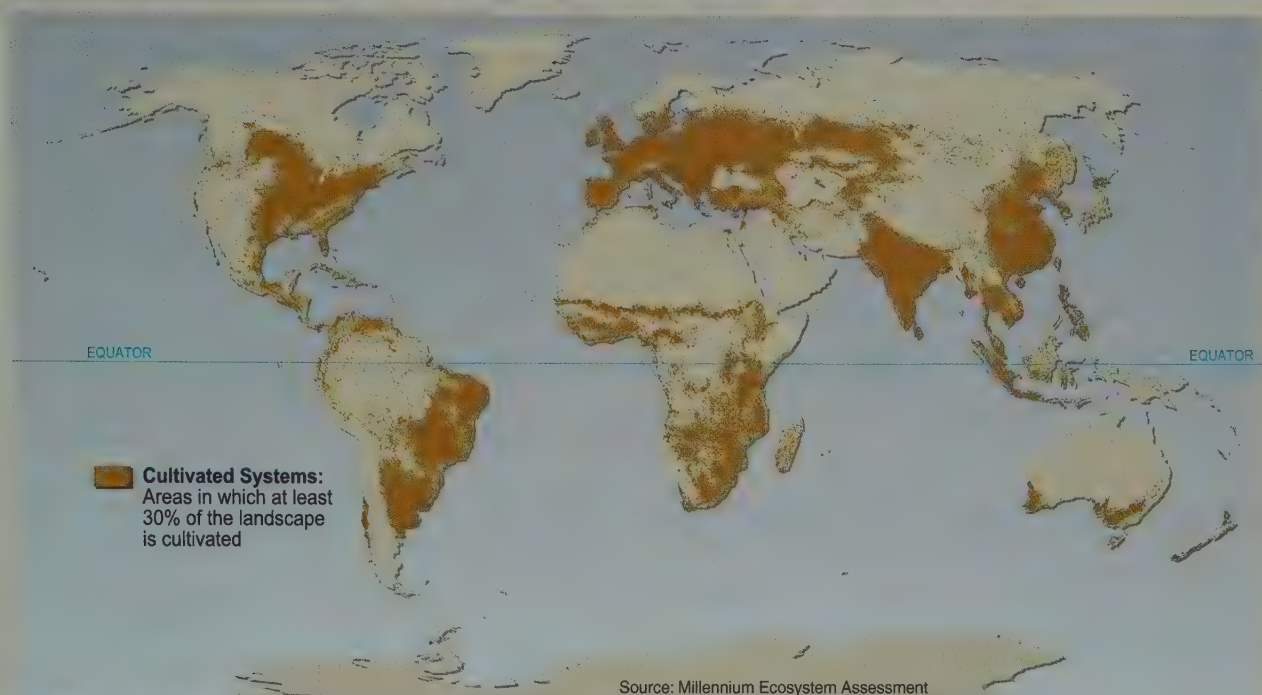 EQUATOR
EQUATOR
Cultivated Systems:
Areas in which at least
30% of the landscape
is cultivated
Source: Millennium Ecosystem Assessment